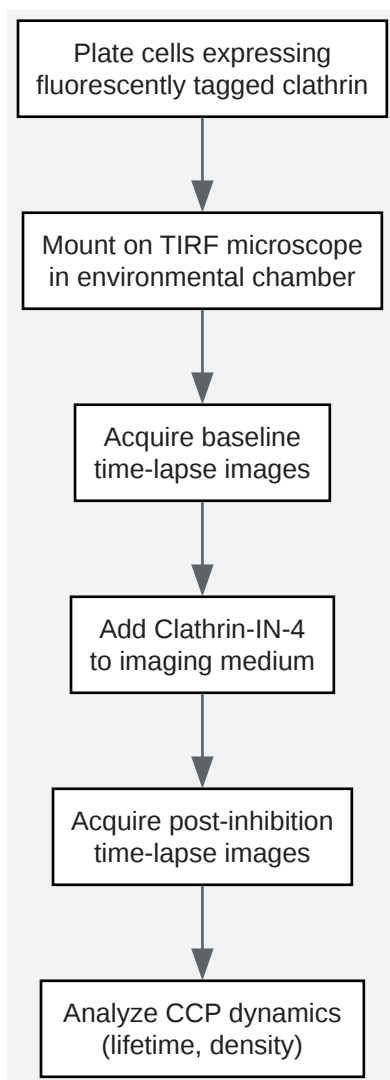 Plate cells expressing
fluorescently tagged clathrin
Mount on TIRF microscope
in environmental chamber
Acquire baseline
time-lapse images
Add Clathrin-IN-4
to imaging medium
Acquire post-inhibition
time-lapse images
Analyze CCP dynamics
(lifetime, density)